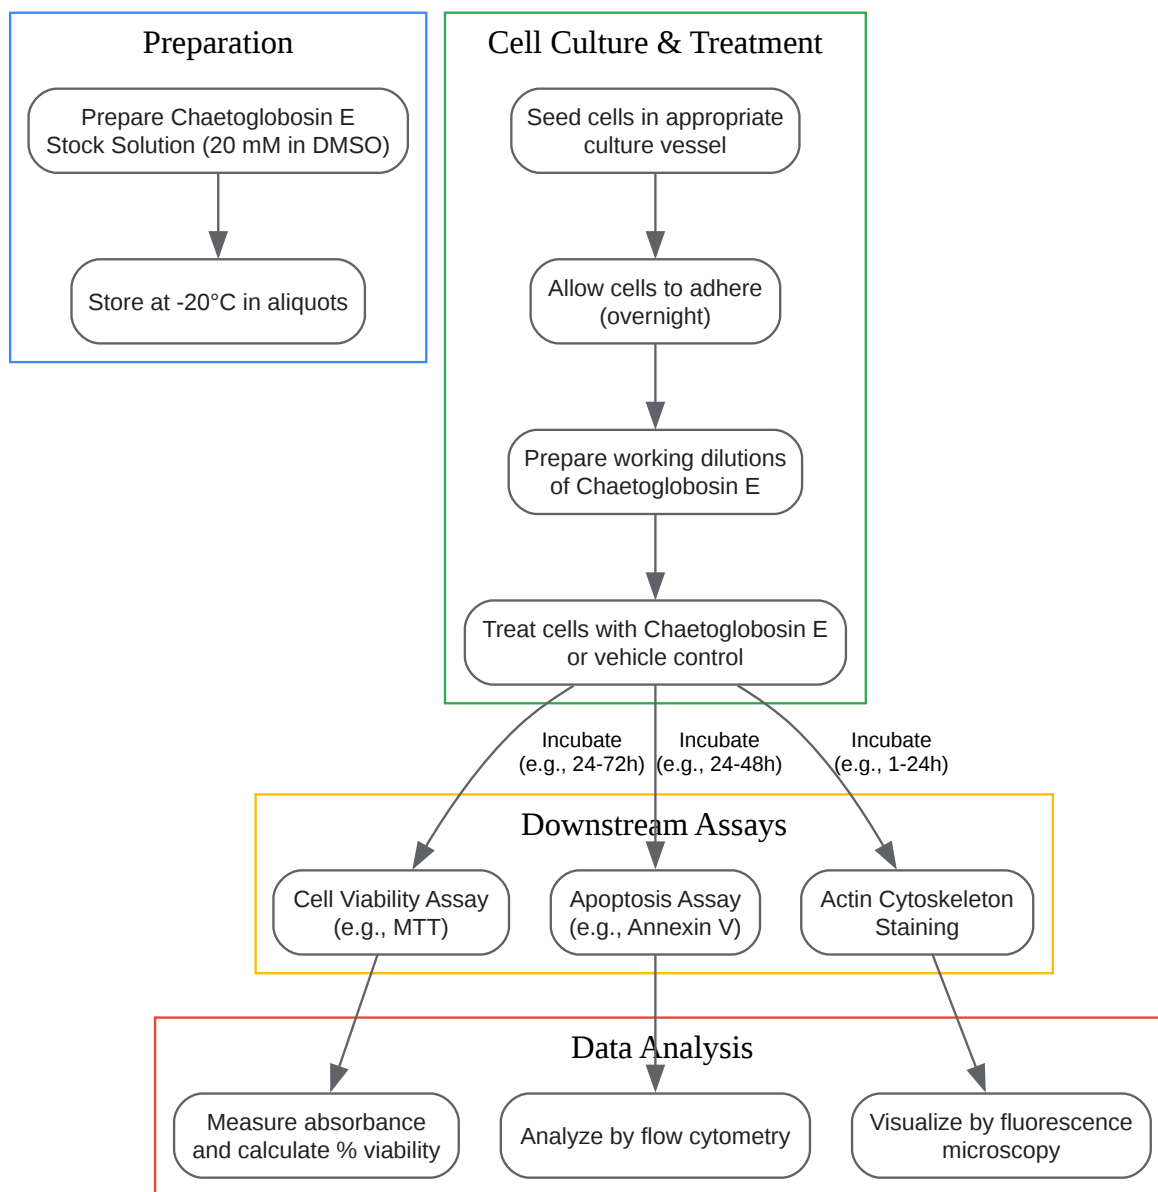 Preparation
Prepare Chaetoglobosin E
Stock Solution (20 mM in DMSO)
Store at -20°C in aliquots
Cell Culture & Treatment
Seed cells in appropriate
culture vessel
Allow cells to adhere
(overnight)
Prepare working dilutions
of Chaetoglobosin E
Treat cells with Chaetoglobosin E
or vehicle control
Incubate
(e.g., 24-72h)
Incubate
(e.g., 24-48h)
Incubate
(e.g., 1-24h)
Downstream Assays
Cell Viability Assay
(e.g., MTT)
Apoptosis Assay
(e.g., Annexin V)
Actin Cytoskeleton
Staining
Data Analysis
Measure absorbance
and calculate % viability
Analyze by flow cytometry
Visualize by fluorescence
microscopy